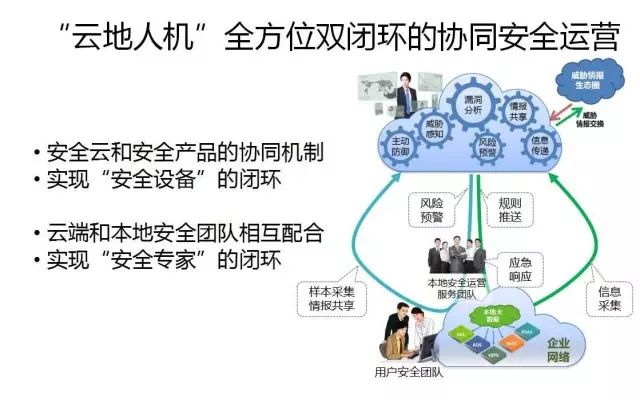 “云地人机”全方位双闭环的协同安全运营
• 安全云和安全产品的协同机制
• 实现“安全设备”的闭环
• 云端和本地安全团队相互配合
• 实现“安全专家”的闭环
威胁情报
生态圈
漏洞
分析
情报
共享
威胁
感知
主动
防御
风险
预警
信息
传递
威胁
情报交换
风险
预警
规则
推送
应急
响应
本地安全运营
服务团队
样本采集
情报共享
信息
采集
本地大
数据
ADS
NIPS
WAF
RSAS
企业
网络
用户安全团队